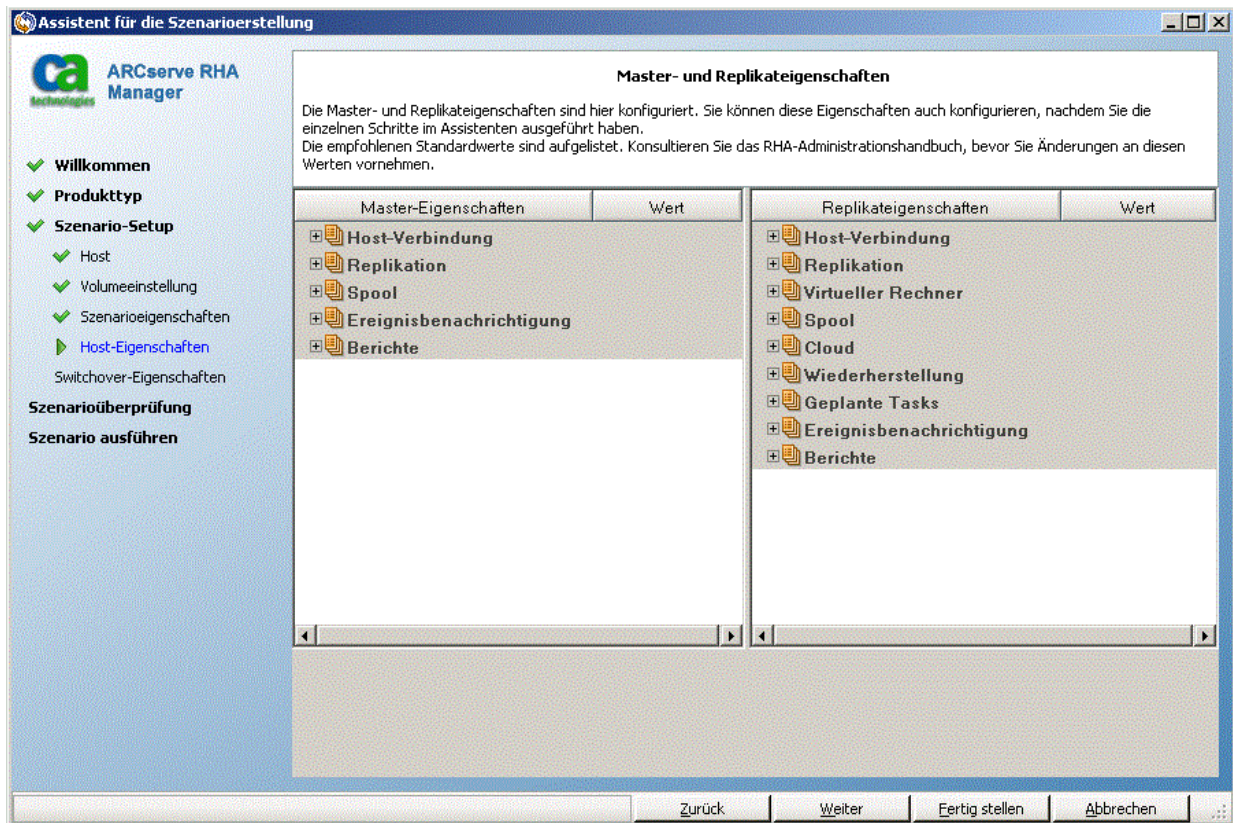 Assistent für die Szenarioerstellung
ca
technologies
ARCserve RHA
Manager
Willkommen
Produkttyp
Szenario-Setup
Host
Volumeeinstellung
Szenarioeigenschaften
Host-Eigenschaften
Switchover-Eigenschaften
Szenarioüberprüfung
Szenario ausführen
Master- und Replikateigenschaften
Die Master- und Replikateigenschaften sind hier konfiguriert. Sie können diese Eigenschaften auch konfigurieren, nachdem Sie die
einzelnen Schritte im Assistenten ausgeführt haben.
Die empfohlenen Standardwerte sind aufgelistet. Konsultieren Sie das RHA-Administrationshandbuch, bevor Sie Änderungen an diesen
Werten vornehmen.
Master-Eigenschaften Wert
Host-Verbindung
Replikation
Spool
Ereignisbenachrichtigung
Berichte
Replikateigenschaften Wert
Host-Verbindung
Replikation
Virtueller Rechner
Spool
Cloud
Wiederherstellung
Geplante Tasks
Ereignisbenachrichtigung
Berichte
Zurück Weiter Fertig stellen Abbrechen